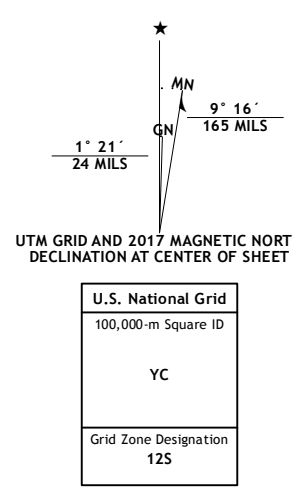 ★
MN
GN
9° 16´
165 MILS
1° 21´
24 MILS
UTM GRID AND 2017 MAGNETIC NORT
DECLINATION AT CENTER OF SHEET
U.S. National Grid
100,000-m Square ID
YC
Grid Zone Designation
12S